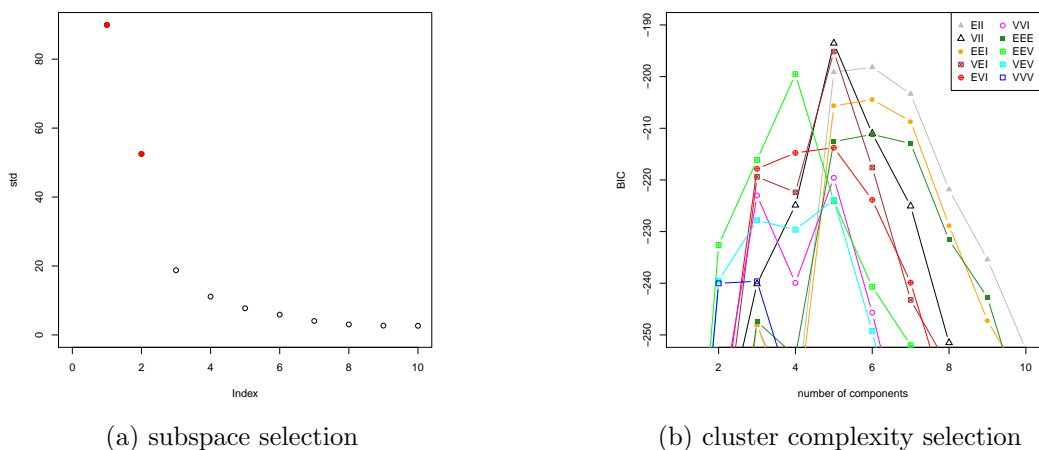 std
0
20
40
60
80
0
2
4
6
8
10
Index
(a) subspace selection
BIC
-190
-200
-210
-220
-230
-240
-250
2
4
6
8
10
number of components
EII
VII
EEI
VEI
EVI
VVI
EEE
EEV
VEV
VVV
(b) cluster complexity selection